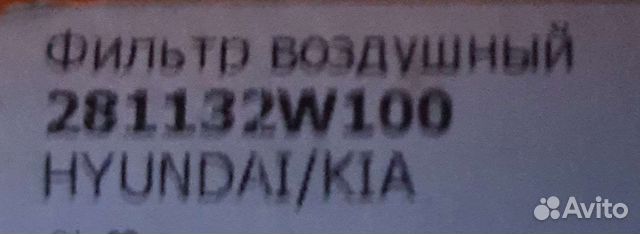 Фильтр воздушный
281132W100
HYUNDAI/KIA
Avito